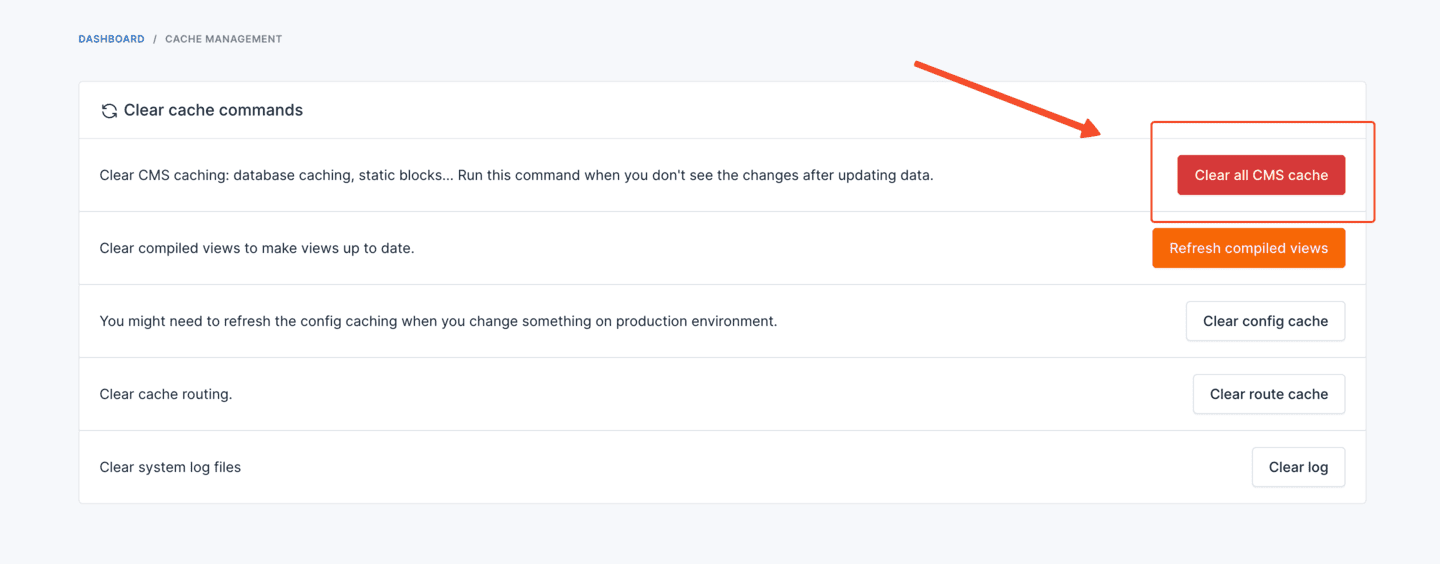 DASHBOARD / CACHE MANAGEMENT
Clear cache commands
Clear CMS caching: database caching, static blocks... Run this command when you don't see the changes after updating data.
Clear all CMS cache
Clear compiled views to make views up to date.
Refresh compiled views
You might need to refresh the config caching when you change something on production environment.
Clear config cache
Clear cache routing.
Clear route cache
Clear system log files
Clear log